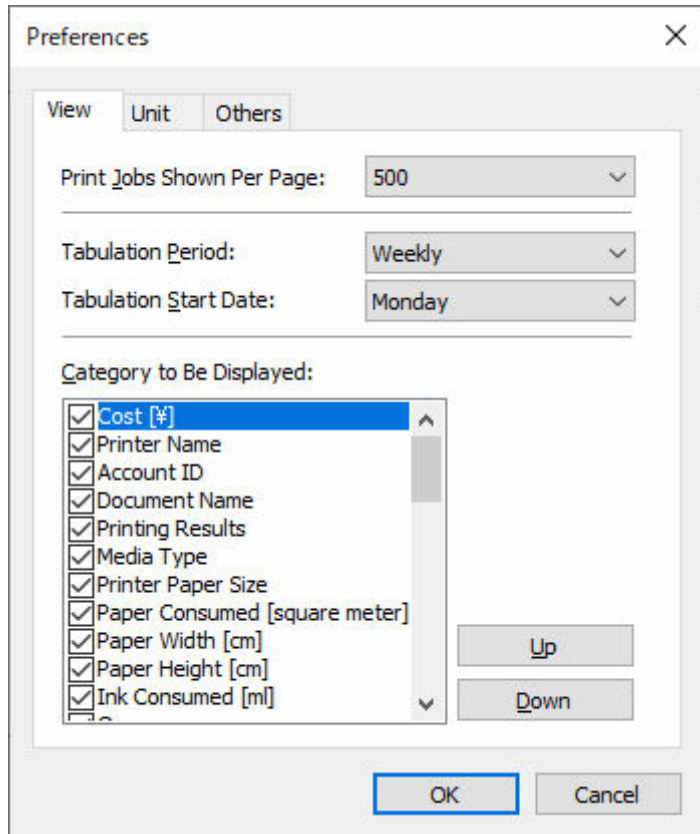 Preferences
View Unit Others
Print Jobs Shown Per Page: 500
Tabulation Period: Weekly
Tabulation Start Date: Monday
Category to Be Displayed:
Cost [¥]
Printer Name
Account ID
Document Name
Printing Results
Media Type
Printer Paper Size
Paper Consumed [square meter]
Paper Width [cm]
Paper Height [cm]
Ink Consumed [ml]
Up
Down
OK Cancel